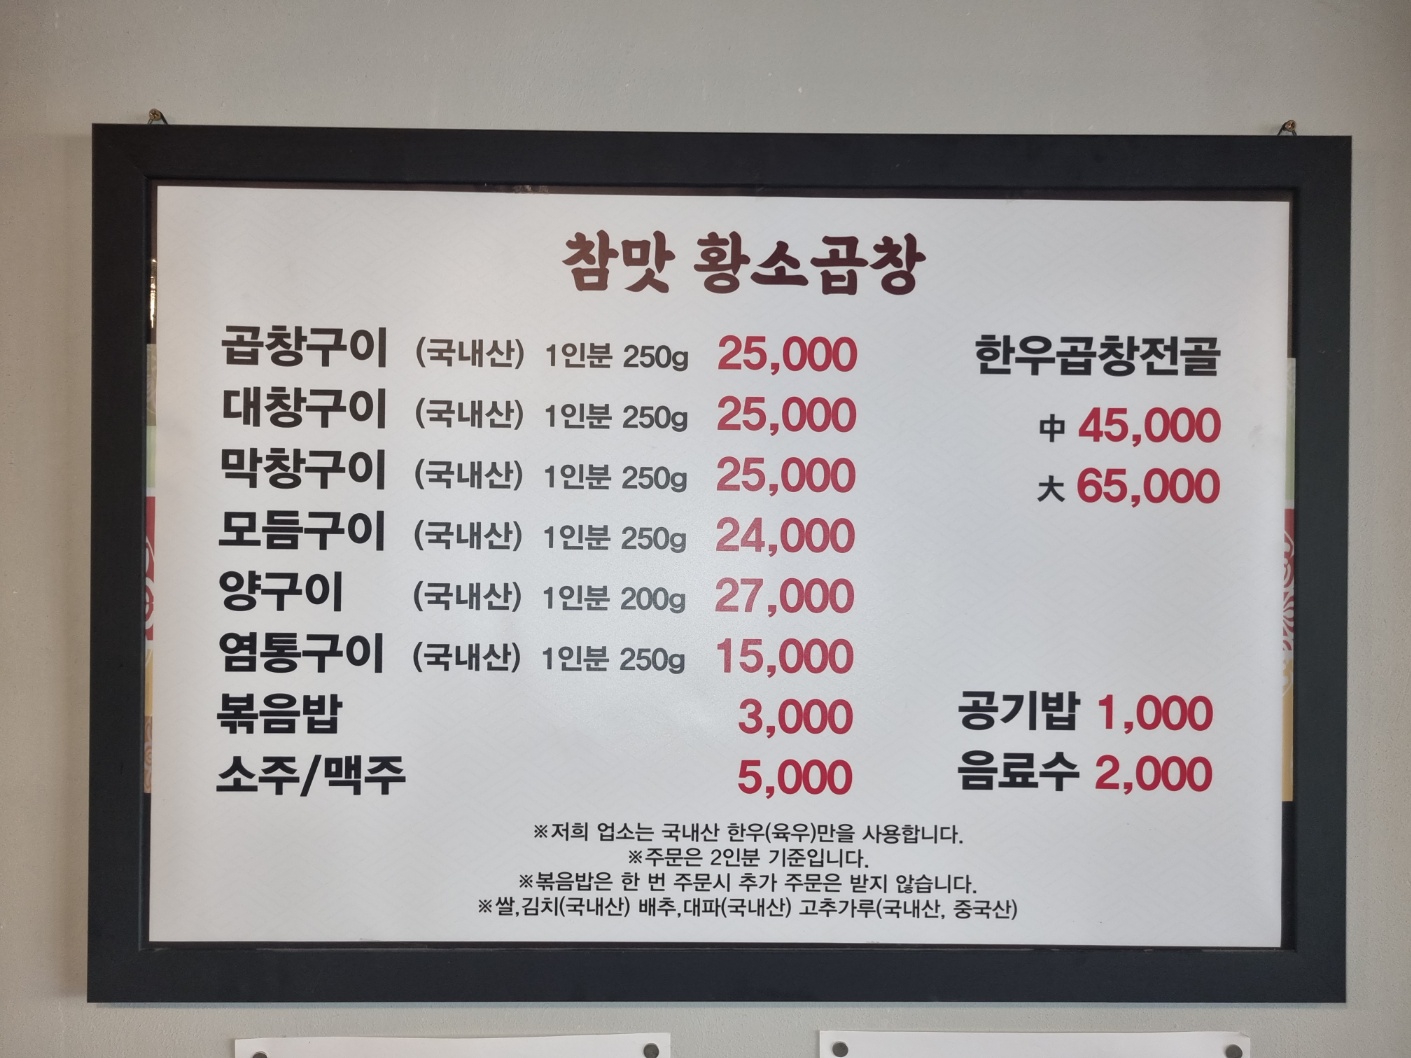 참맛 황소곱창
곱창구이 (국내산) 1인분 250g 25,000
대창구이 (국내산) 1인분 250g 25,000
막창구이 (국내산) 1인분 250g 25,000
모듬구이 (국내산) 1인분 250g 24,000
양구이 (국내산) 1인분 200g 27,000
염통구이 (국내산) 1인분 250g 15,000
볶음밥 3,000
소주/맥주 5,000
한우곱창전골
中 45,000
大 65,000
공기밥 1,000
음료수 2,000
※저희 업소는 국내산 한우(육우)만을 사용합니다.
※주문은 2인분 기준입니다.
※볶음밥은 한 번 주문시 추가 주문은 받지 않습니다.
※쌀,김치(국내산) 배추,대파(국내산) 고추가루(국내산, 중국산)